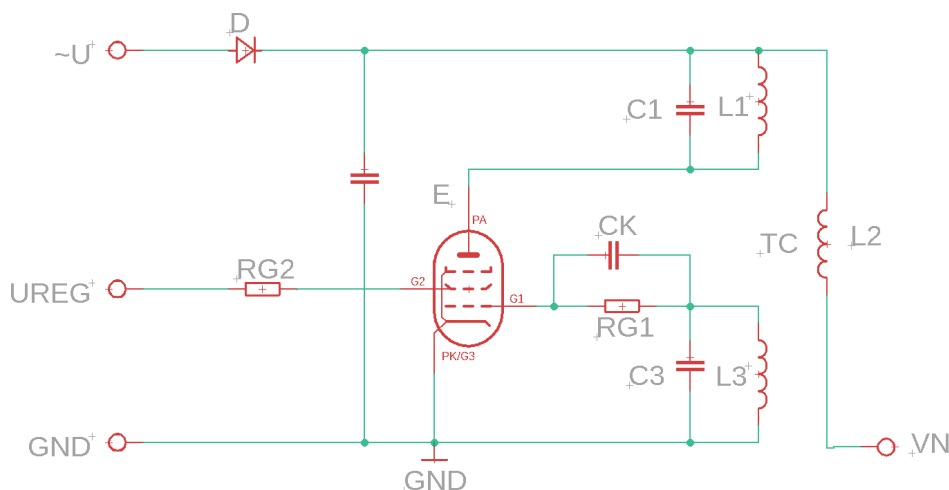 D
~U
C1
L1
E
PA
CK
TC
L2
RG2
UREG
G2
G1
RG1
PK/G3
C3
L3
GND
GND
VN